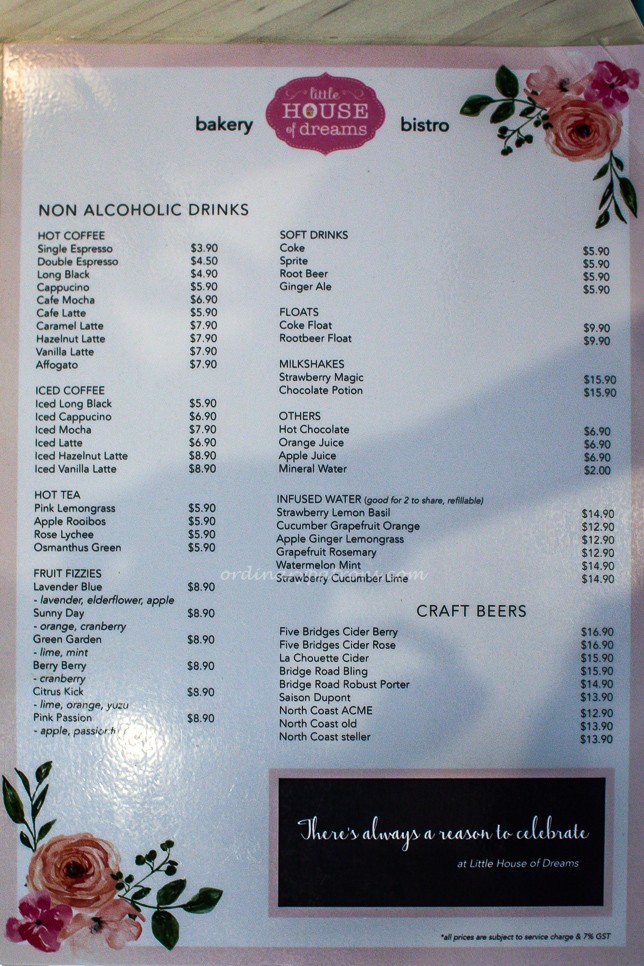 bakery
little
HOUSE
of dreams
bistro
NON ALCOHOLIC DRINKS
HOT COFFEE
Single Espresso $3.90
Double Espresso $4.50
Long Black $4.90
Cappucino $5.90
Cafe Mocha $6.90
Cafe Latte $5.90
Caramel Latte $7.90
Hazelnut Latte $7.90
Vanilla Latte $7.90
Affogato $7.90
ICED COFFEE
Iced Long Black $5.90
Iced Cappucino $6.90
Iced Mocha $7.90
Iced Latte $6.90
Iced Hazelnut Latte $8.90
Iced Vanilla Latte $8.90
HOT TEA
Pink Lemongrass $5.90
Apple Rooibos $5.90
Rose Lychee $5.90
Osmanthus Green $5.90
FRUIT FIZZIES
Lavender Blue $8.90
- lavender, elderflower, apple
Sunny Day $8.90
- orange, cranberry
Green Garden $8.90
- lime, mint
Berry Berry $8.90
- cranberry
Citrus Kick $8.90
- lime, orange, yuzu
Pink Passion $8.90
- apple,
SOFT DRINKS
Coke $5.90
Sprite $5.90
Root Beer $5.90
Ginger Ale $5.90
FLOATS
Coke Float $9.90
Rootbeer Float $9.90
MILKSHAKES
Strawberry Magic $15.90
Chocolate Potion $15.90
OTHERS
Hot Chocolate $6.90
Orange Juice $6.90
Apple Juice $6.90
Mineral Water $2.00
INFUSED WATER (good for 2 to share, refillable)
Strawberry Lemon Basil $14.90
Cucumber Grapefruit Orange $12.90
Apple Ginger Lemongrass $12.90
Grapefruit Rosemary $12.90
Watermelon Mint $14.90
Strawberry Cucumber Lime $14.90
CRAFT BEERS
Five Bridges Cider Berry $16.90
Five Bridges Cider Rose $16.90
La Chouette Cider $15.90
Bridge Road Bling $15.90
Bridge Road Robust Porter $14.90
Saison Dupont $13.90
North Coast ACME $12.90
North Coast old $13.90
North Coast steller $13.90
There's always a reason to celebrate
at Little House of Dreams
*all prices are subject to service charge & 7% GST